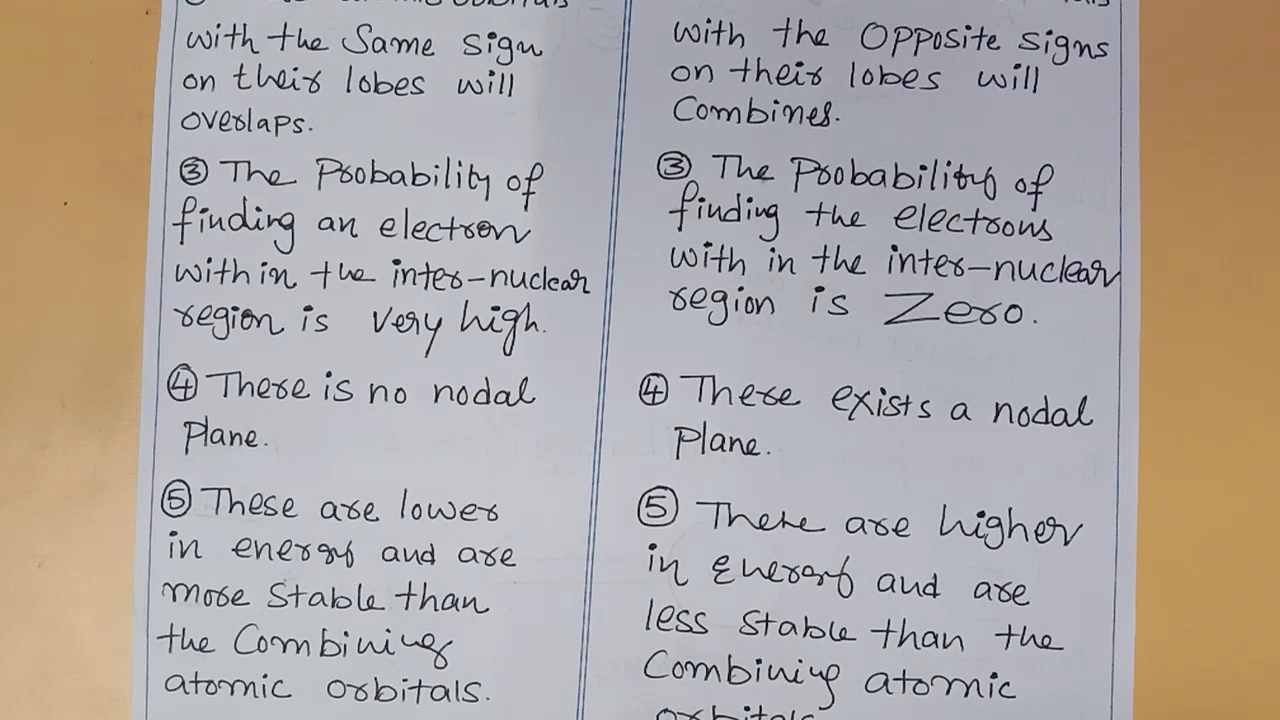 with the Same Sign
on their lobes will
overlaps.
③ The Probability of
finding an electron
with in the inter-nuclear
region is very high.
④ There is no nodal
Plane.
⑤ These are lower
in energy and are
more Stable than
the Combining
atomic orbitals.
with the Opposite signs
on their lobes will
Combines.
③ The Probability of
finding the electrons
with in the inter-nuclear
region is Zero.
④ There exists a nodal
Plane.
⑤ There are higher
in Energy and are
less Stable than the
Combining atomic
orbitals